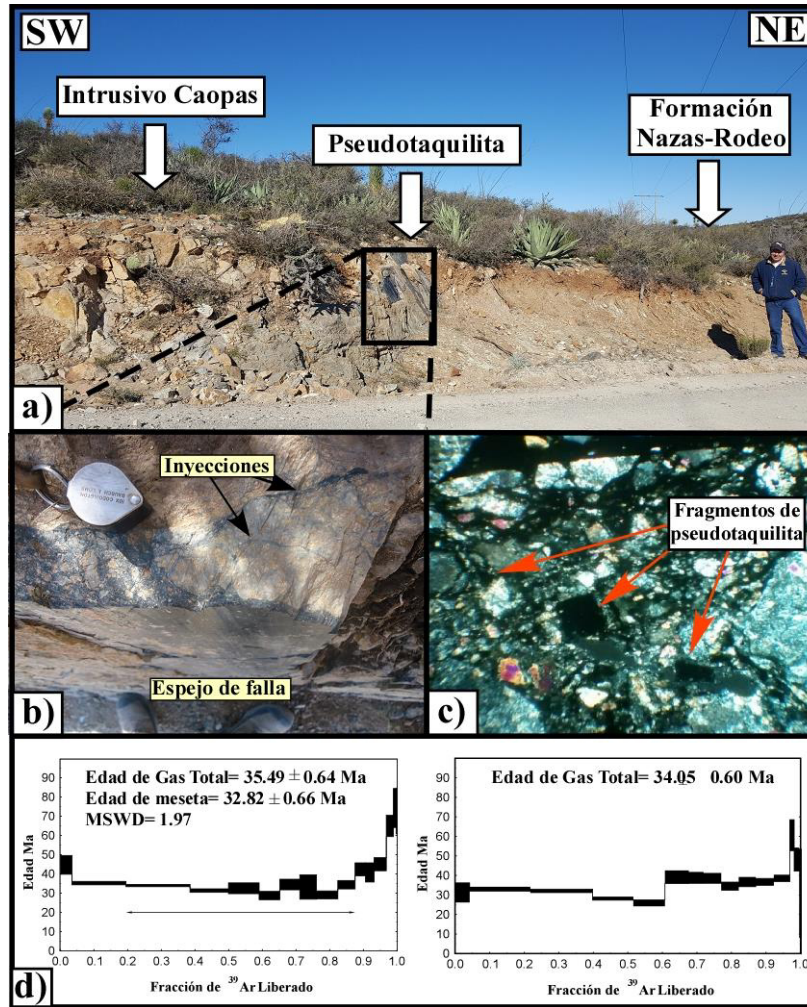 SW
NE
Intrusivo Caopas
Pseudotaquilita
Formación
Nazas-Rodeo
a)
Inyecciones
BAUSCH & LOMB
Espejo de falla
b)
Fragmentos de
pseudotaquilita
c)
Edad de Gas Total= 35.49 ± 0.64 Ma
Edad de meseta= 32.82 ± 0.66 Ma
MSWD= 1.97
Edad Ma
90
80
70
60
50
40
30
20
10
0
0.0 0.1 0.2 0.3 0.4 0.5 0.6 0.7 0.8 0.9 1.0
Fracción de ³⁹Ar Liberado
Edad de Gas Total= 34.05 ± 0.60 Ma
Edad Ma
90
80
70
60
50
40
30
20
10
0
0.0 0.1 0.2 0.3 0.4 0.5 0.6 0.7 0.8 0.9 1.0
Fracción de ³⁹Ar Liberado
d)